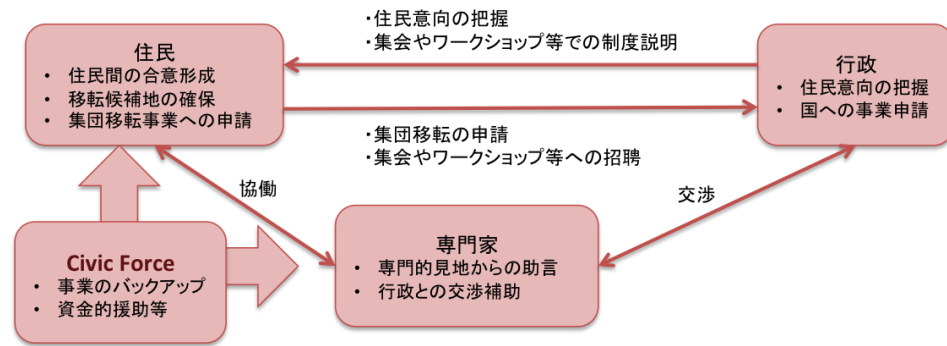 ・住民意向の把握
・集会やワークショップ等での制度説明
住民
• 住民間の合意形成
• 移転候補地の確保
• 集団移転事業への申請
行政
• 住民意向の把握
• 国への事業申請
・集団移転の申請
・集会やワークショップ等への招聘
協働
交渉
Civic Force
• 事業のバックアップ
• 資金的援助等
専門家
• 専門的見地からの助言
• 行政との交渉補助